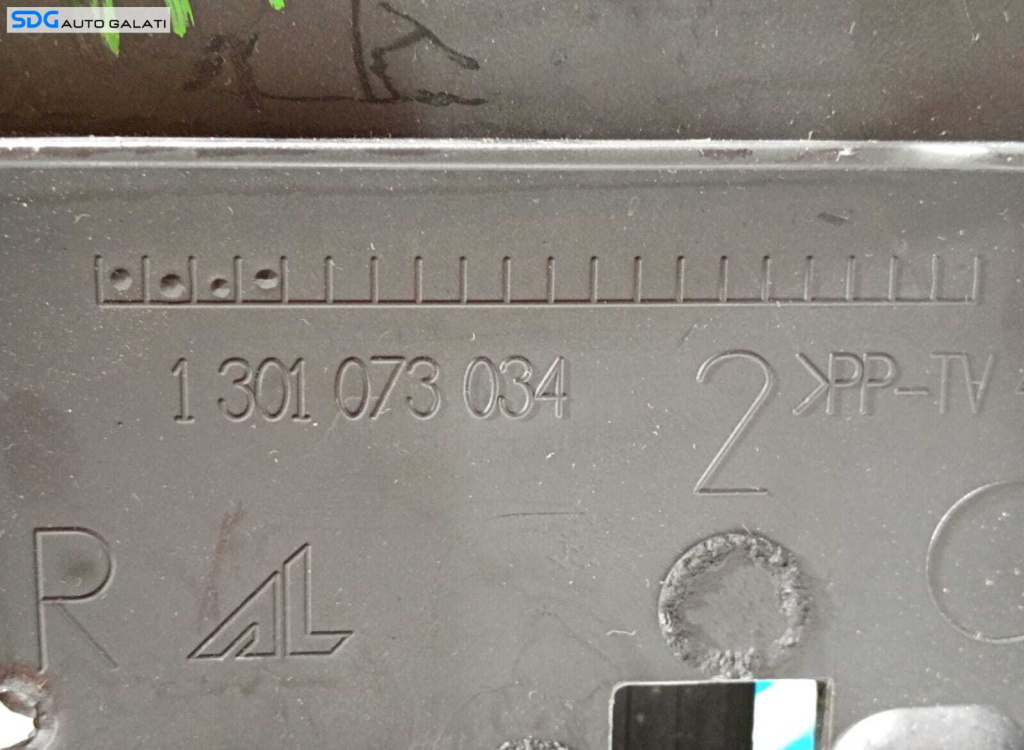 SDG AUTO GALATI
1 301 073 034
2
>PP-TV
R
AL